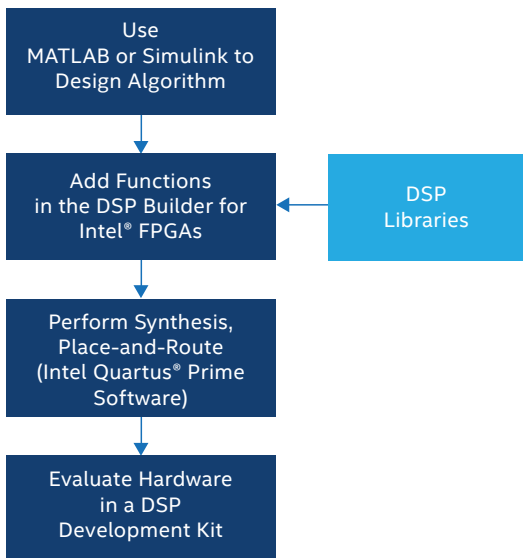 Use
MATLAB or Simulink to
Design Algorithm
Add Functions
in the DSP Builder for
Intel® FPGAs
DSP
Libraries
Perform Synthesis,
Place-and-Route
(Intel Quartus® Prime
Software)
Evaluate Hardware
in a DSP
Development Kit